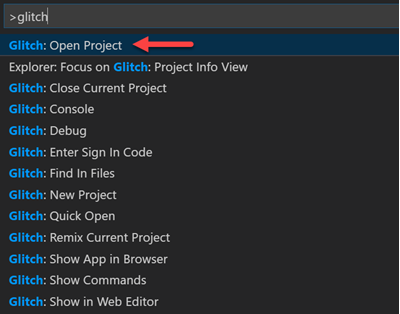 >glitch
Glitch: Open Project
Explorer: Focus on Glitch: Project Info View
Glitch: Close Current Project
Glitch: Console
Glitch: Debug
Glitch: Enter Sign In Code
Glitch: Find In Files
Glitch: New Project
Glitch: Quick Open
Glitch: Remix Current Project
Glitch: Show App in Browser
Glitch: Show Commands
Glitch: Show in Web Editor